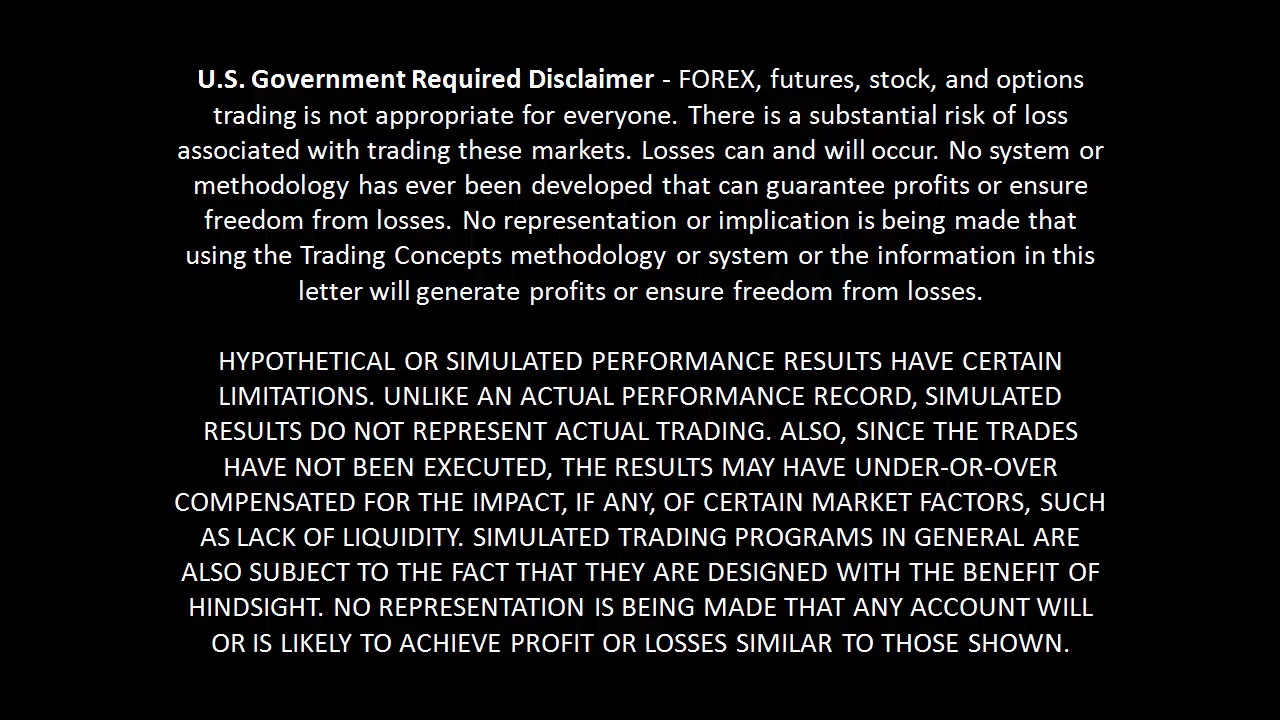 U.S. Government Required Disclaimer - FOREX, futures, stock, and options
trading is not appropriate for everyone. There is a substantial risk of loss
associated with trading these markets. Losses can and will occur. No system or
methodology has ever been developed that can guarantee profits or ensure
freedom from losses. No representation or implication is being made that
using the Trading Concepts methodology or system or the information in this
letter will generate profits or ensure freedom from losses.
HYPOTHETICAL OR SIMULATED PERFORMANCE RESULTS HAVE CERTAIN
LIMITATIONS. UNLIKE AN ACTUAL PERFORMANCE RECORD, SIMULATED
RESULTS DO NOT REPRESENT ACTUAL TRADING. ALSO, SINCE THE TRADES
HAVE NOT BEEN EXECUTED, THE RESULTS MAY HAVE UNDER-OR-OVER
COMPENSATED FOR THE IMPACT, IF ANY, OF CERTAIN MARKET FACTORS, SUCH
AS LACK OF LIQUIDITY. SIMULATED TRADING PROGRAMS IN GENERAL ARE
ALSO SUBJECT TO THE FACT THAT THEY ARE DESIGNED WITH THE BENEFIT OF
HINDSIGHT. NO REPRESENTATION IS BEING MADE THAT ANY ACCOUNT WILL
OR IS LIKELY TO ACHIEVE PROFIT OR LOSSES SIMILAR TO THOSE SHOWN.